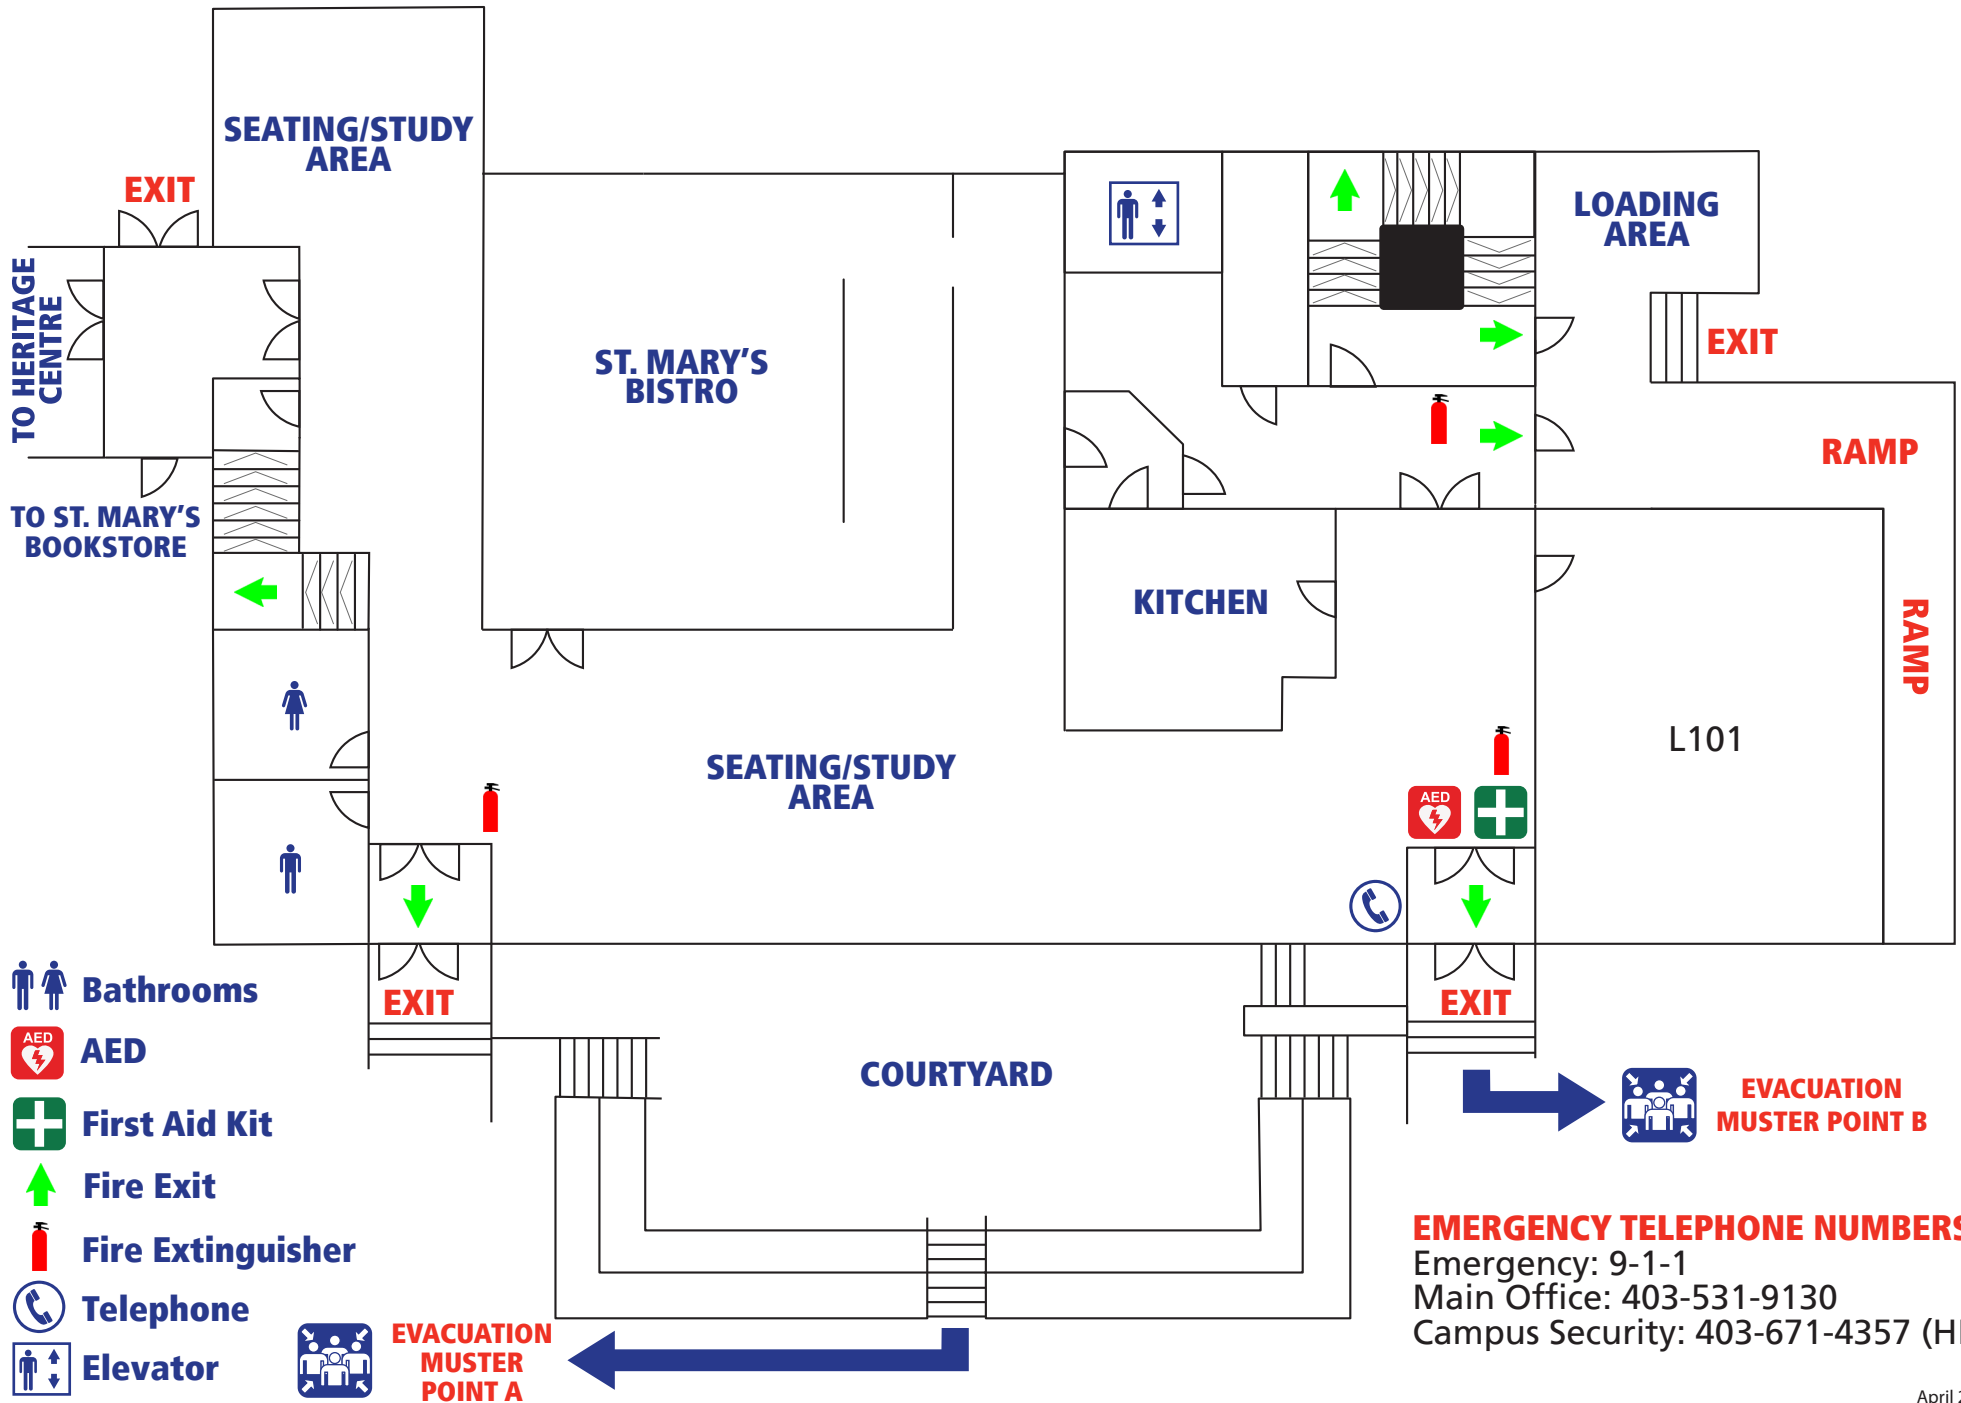 SEATING/STUDY
AREA
EXIT
TO HERITAGE
CENTRE
TO ST. MARY'S
BOOKSTORE
ST. MARY'S
BISTRO
LOADING
AREA
EXIT
RAMP
RAMP
KITCHEN
L101
SEATING/STUDY
AREA
AED
EXIT
EXIT
COURTYARD
Bathrooms
AED
AED
First Aid Kit
Fire Exit
Fire Extinguisher
Telephone
Elevator
EVACUATION
MUSTER
POINT A
EVACUATION
MUSTER POINT B
EMERGENCY TELEPHONE NUMBERS
Emergency: 9-1-1
Main Office: 403-531-9130
Campus Security: 403-671-4357
April